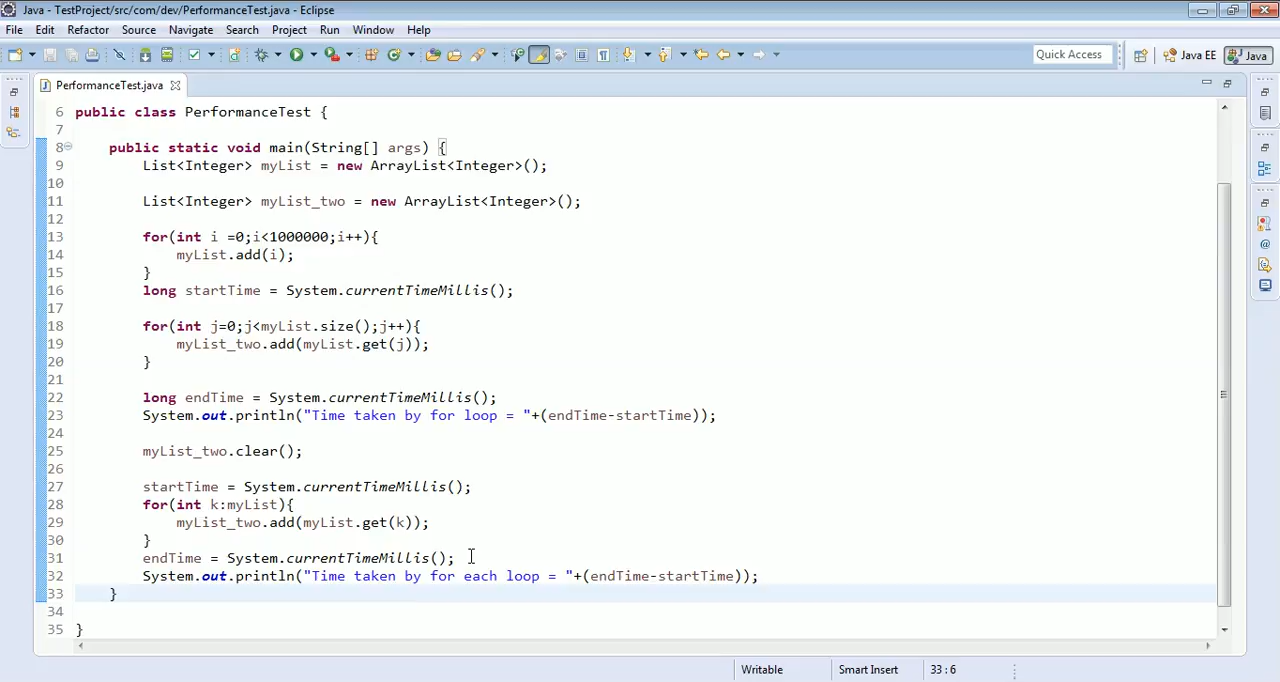 Java - TestProject/src/com/dev/PerformanceTest.java - Eclipse
File Edit Refactor Source Navigate Search Project Run Window Help
Quick Access Java EE Java
PerformanceTest.java
6 public class PerformanceTest {
7
8 public static void main(String[] args) {
9 List<Integer> myList = new ArrayList<Integer>();
10
11 List<Integer> myList_two = new ArrayList<Integer>();
12
13 for(int i =0;i<1000000;i++){
14 myList.add(i);
15 }
16 long startTime = System.currentTimeMillis();
17
18 for(int j=0;j<myList.size();j++){
19 myList_two.add(myList.get(j));
20 }
21
22 long endTime = System.currentTimeMillis();
23 System.out.println("Time taken by for loop = "+(endTime-startTime));
24
25 myList_two.clear();
26
27 startTime = System.currentTimeMillis();
28 for(int k:myList){
29 myList_two.add(myList.get(k));
30 }
31 endTime = System.currentTimeMillis();
32 System.out.println("Time taken by for each loop = "+(endTime-startTime));
33 }
34
35 }
Writable Smart Insert 33 : 6